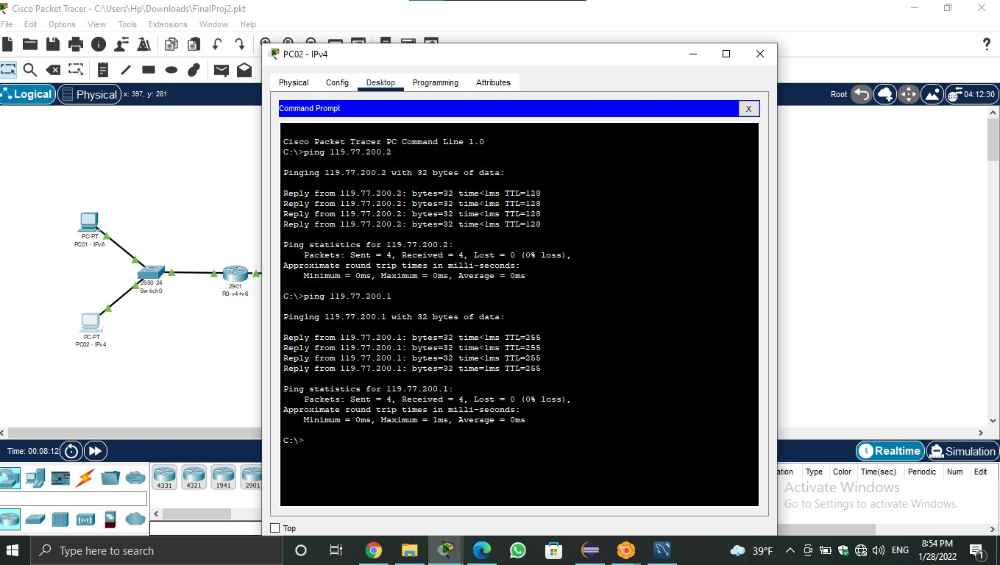 Cisco Packet Tracer - C:\Users\Hp\Downloads\FinalProj2.pkt
File Edit Options View Tools Extensions Window Help
?
Logical Physical x: 397, y: 281
Root 04:12:30
PC02 - IPv4
Physical Config Desktop Programming Attributes
Command Prompt
X
Cisco Packet Tracer PC Command Line 1.0
C:\>ping 119.77.200.2
Pinging 119.77.200.2 with 32 bytes of data:
Reply from 119.77.200.2: bytes=32 time<1ms TTL=128
Reply from 119.77.200.2: bytes=32 time<1ms TTL=128
Reply from 119.77.200.2: bytes=32 time<1ms TTL=128
Reply from 119.77.200.2: bytes=32 time<1ms TTL=128
Ping statistics for 119.77.200.2:
Packets: Sent = 4, Received = 4, Lost = 0 (0% loss),
Approximate round trip times in milli-seconds:
Minimum = 0ms, Maximum = 0ms, Average = 0ms
C:\>ping 119.77.200.1
Pinging 119.77.200.1 with 32 bytes of data:
Reply from 119.77.200.1: bytes=32 time<1ms TTL=255
Reply from 119.77.200.1: bytes=32 time<1ms TTL=255
Reply from 119.77.200.1: bytes=32 time<1ms TTL=255
Reply from 119.77.200.1: bytes=32 time=1ms TTL=255
Ping statistics for 119.77.200.1:
Packets: Sent = 4, Received = 4, Lost = 0 (0% loss),
Approximate round trip times in milli-seconds:
Minimum = 0ms, Maximum = 1ms, Average = 0ms
C:\>
Top
PC-PT
PC01 - IPv6
2950-24
Switch0
2901
R0-v4+v6
PC-PT
PC02 - IPv4
Time: 00:08:12
Realtime Simulation
4331 4321 1941 2901
ation Type Color Time(sec) Periodic Num Edit
Activate Windows
Go to Settings to activate Windows.
Type here to search
39°F
ENG
8:54 PM
1/28/2022
1